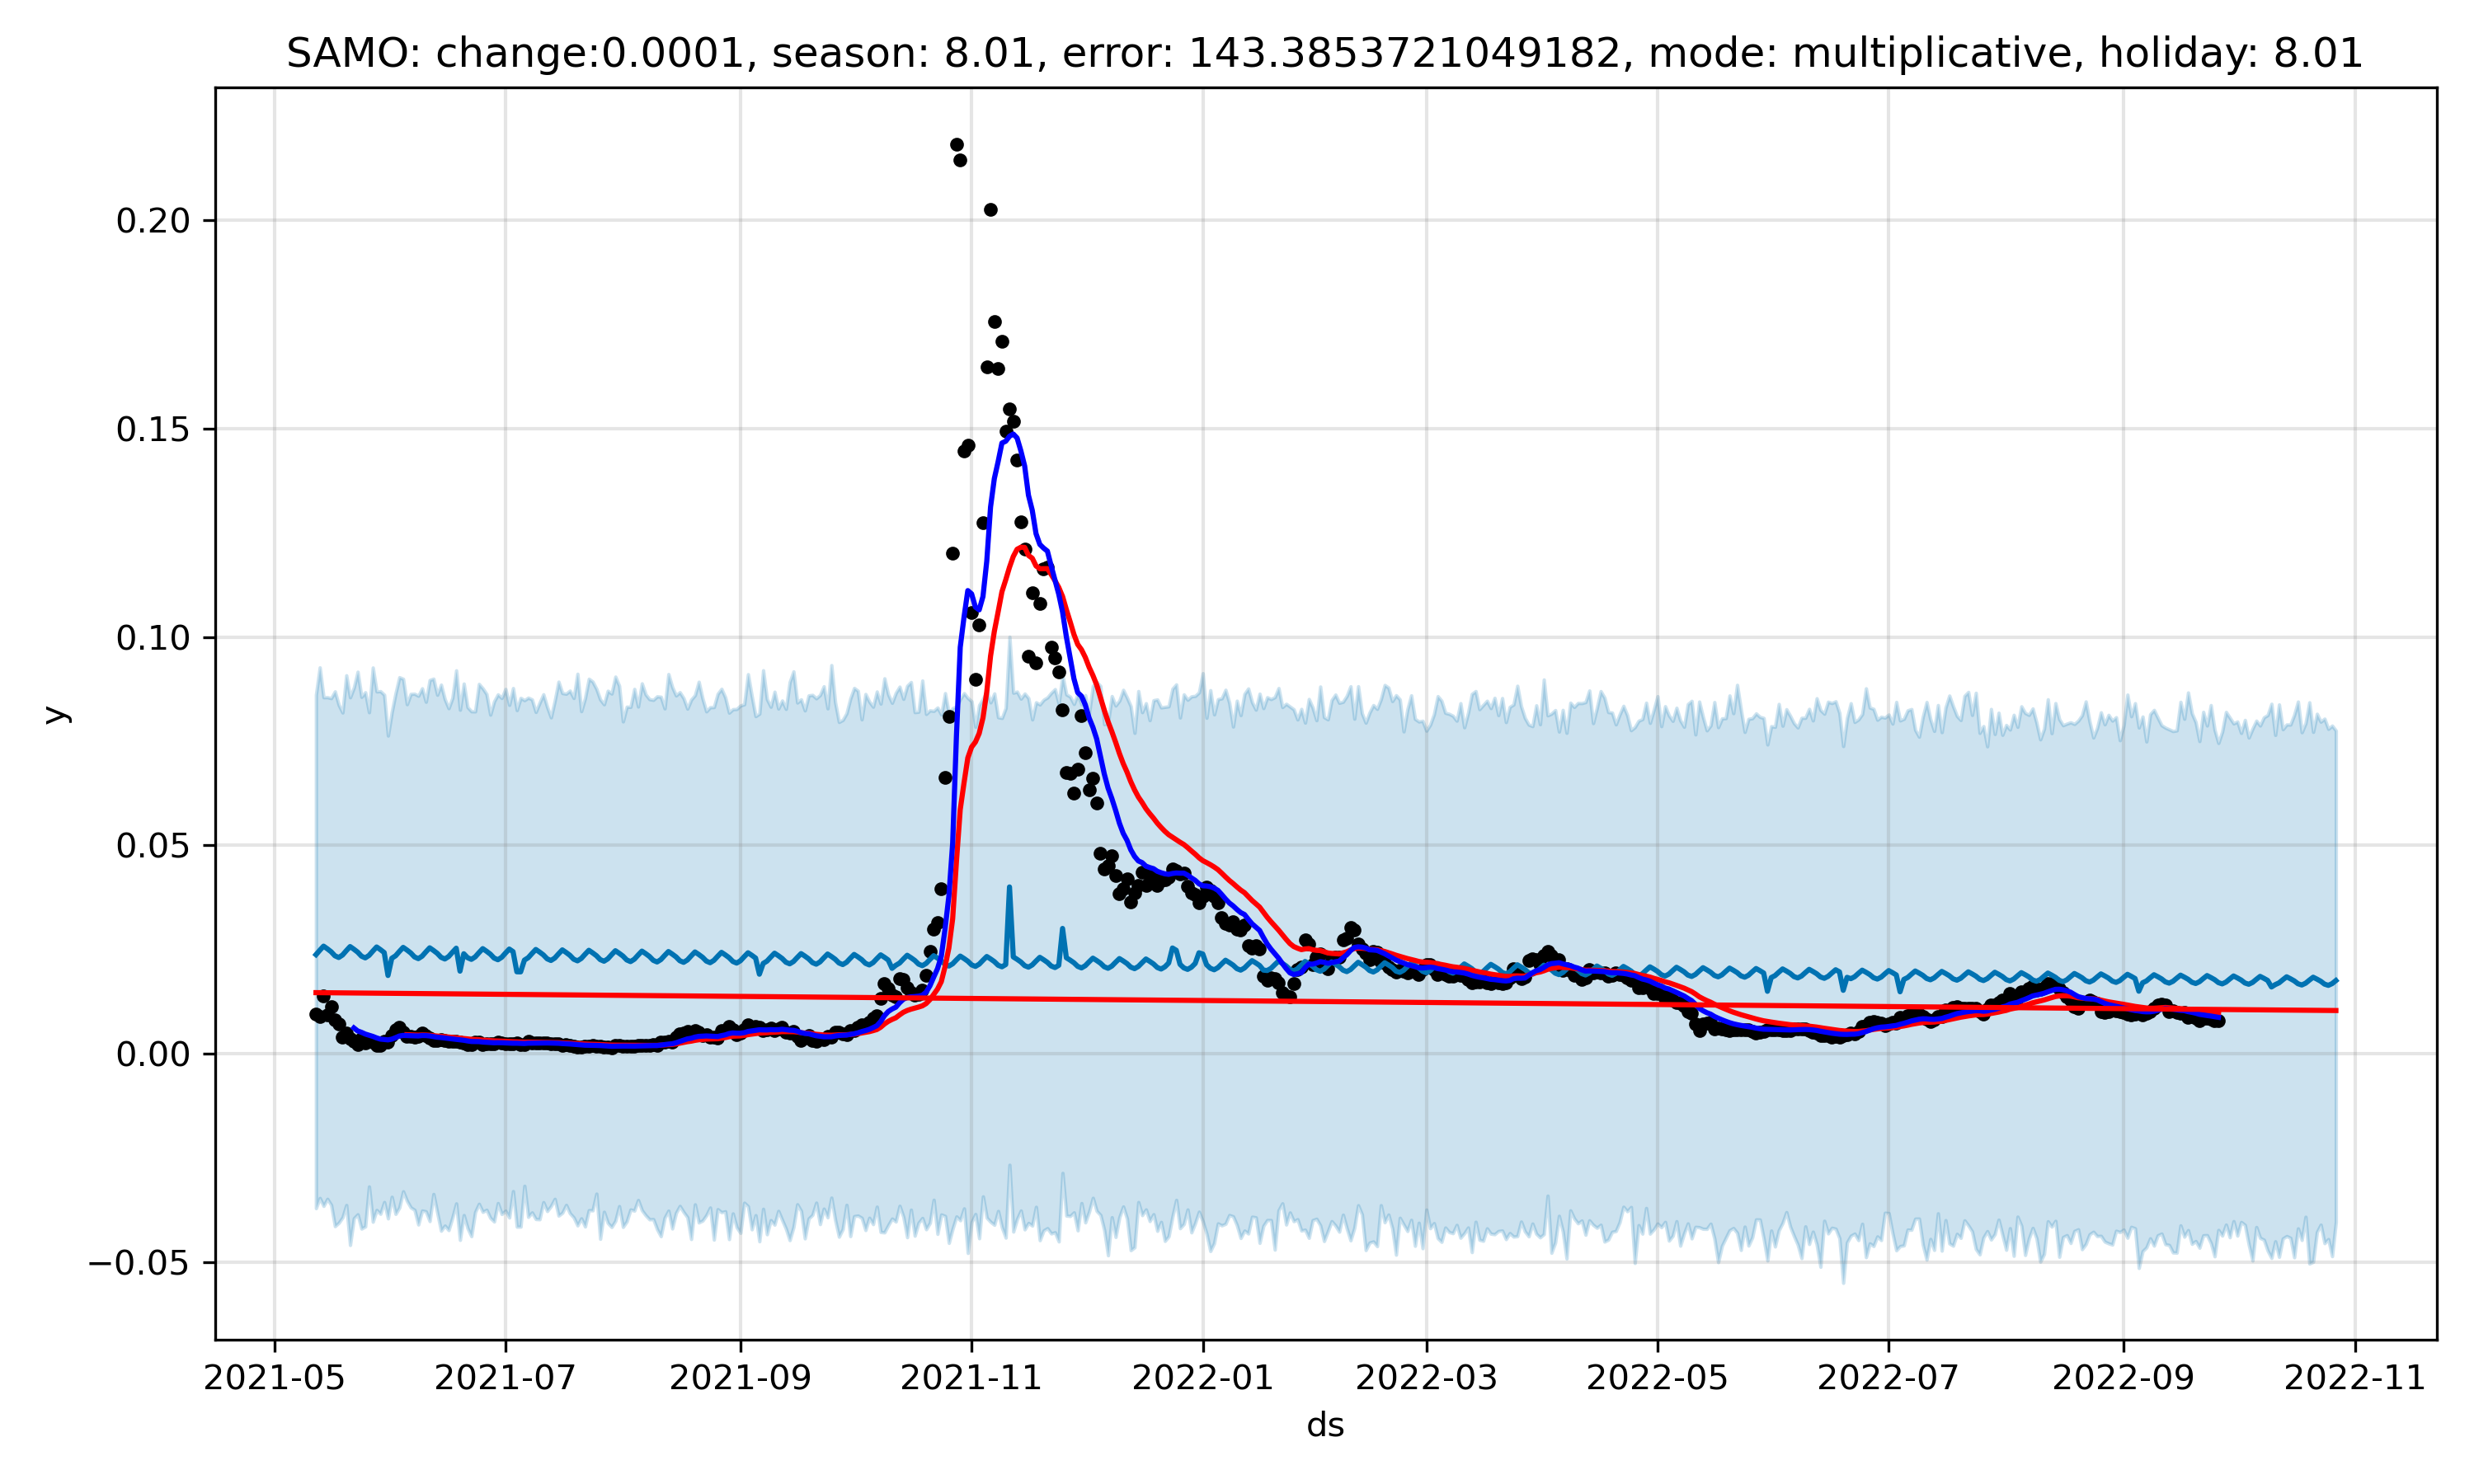 SAMO: change:0.0001, season: 8.01, error: 143.3853721049182, mode: multiplicative, holiday: 8.01
0.20
0.15
0.10
0.05
0.00
−0.05
y
2021-05 2021-07 2021-09 2021-11 2022-01 2022-03 2022-05 2022-07 2022-09 2022-11
ds